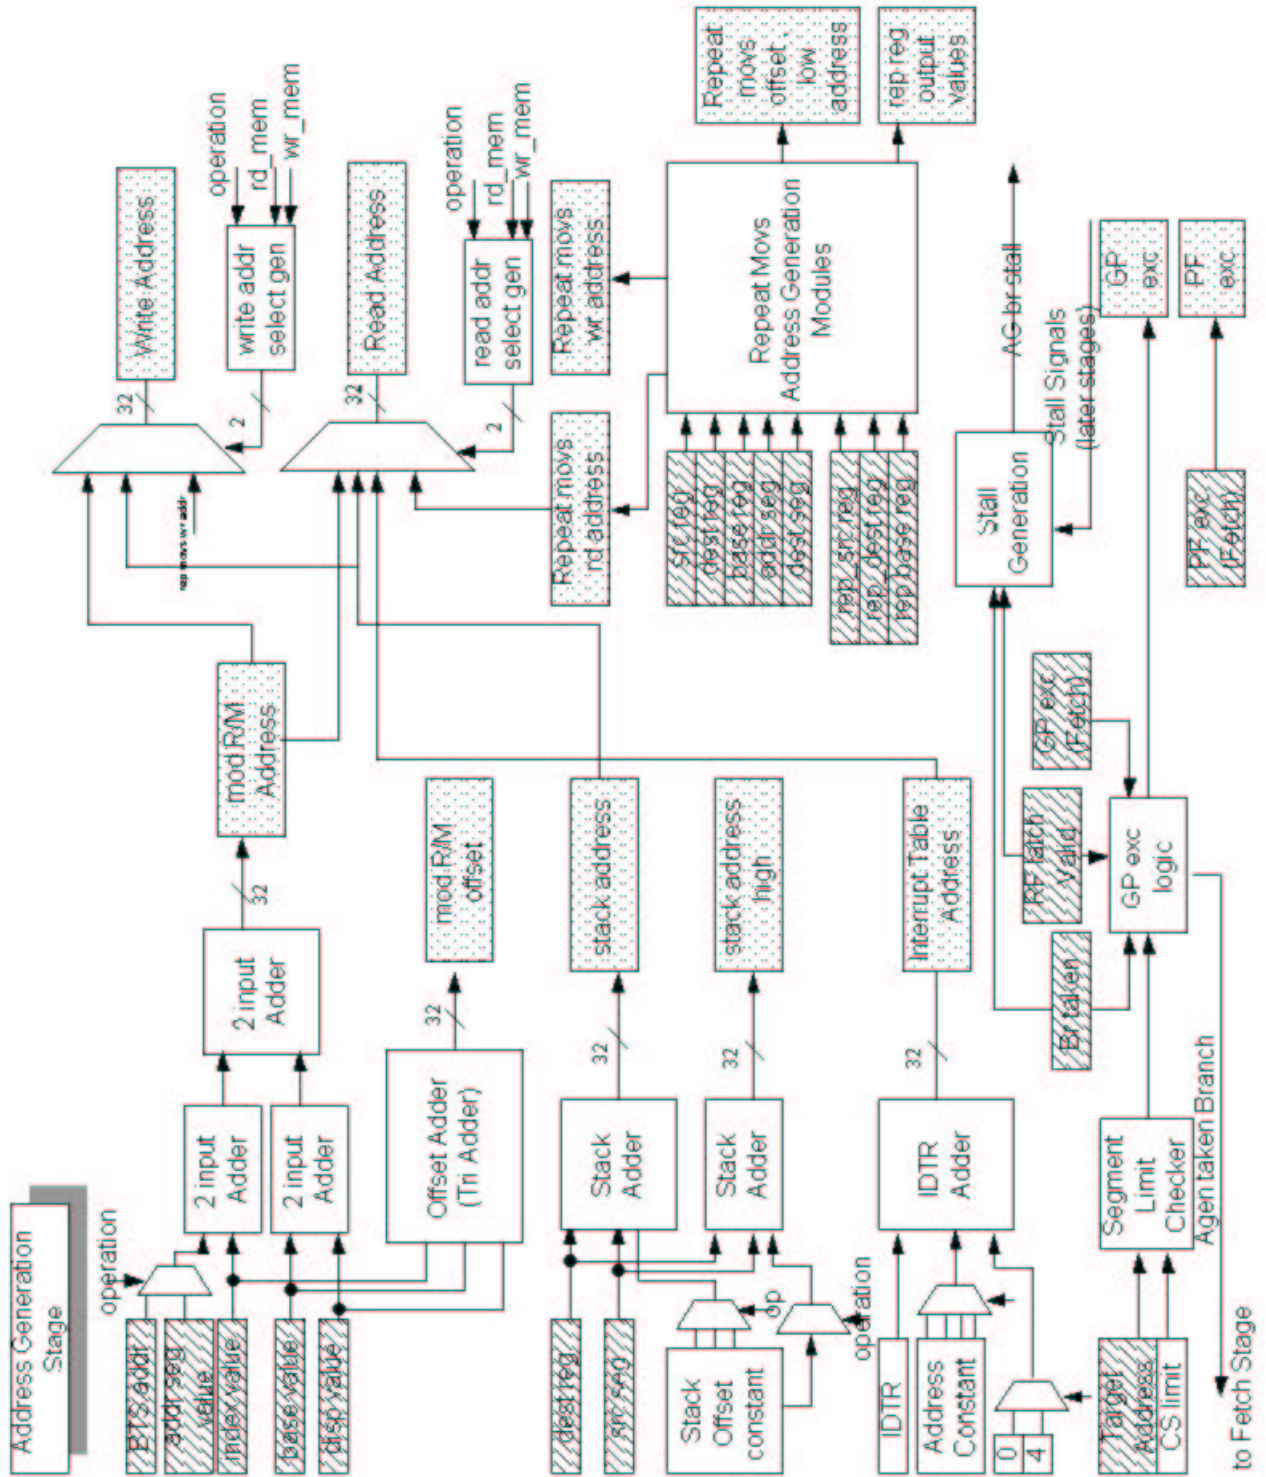 Address Generation
Stage
operation
BTS addr
addr seg
value
index value
base value
disp value
2 input
Adder
2 input
Adder
2 input
Adder
32
mod R/M
Address
Offset Adder
(Tri Adder)
32
mod R/M
offset
rep movs wr addr
32
Write Address
write addr
select gen
2
operation
rd_mem
wr_mem
32
Read Address
read addr
select gen
2
operation
rd_mem
wr_mem
dest reg
src seg
Stack
Offset
constant
op
operation
Stack
Adder
32
stack address
Stack
Adder
32
stack address
high
Repeat movs
rd address
Repeat movs
wr address
src reg
dest reg
base reg
addr seg
dest seg
rep_src reg
rep_dest reg
rep base reg
Repeat Movs
Address Generation
Modules
Repeat
movs
offset ,
low
address
rep reg
output
values
IDTR
Address
Constant
0
4
IDTR
Adder
32
Interrupt Table
Address
Target
Address
CS limit
Segment
Limit
Checker
Agen taken Branch
to Fetch Stage
Br taken
RF latch
Valid
GP exc
(Fetch)
GP exc
logic
Stall
Generation
AG br stall
Stall Signals
(later stages)
GP
exc
PF exc
(Fetch)
PF
exc